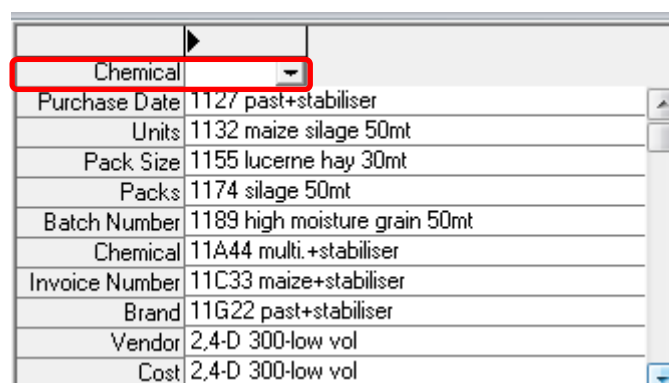 Chemical
Purchase Date 1127 past+stabiliser
Units 1132 maize silage 50mt
Pack Size 1155 lucerne hay 30mt
Packs 1174 silage 50mt
Batch Number 1189 high moisture grain 50mt
Chemical 11A44 multi.+stabiliser
Invoice Number 11C33 maize+stabiliser
Brand 11G22 past+stabiliser
Vendor 2,4-D 300-low vol
Cost 2,4-D 300-low vol